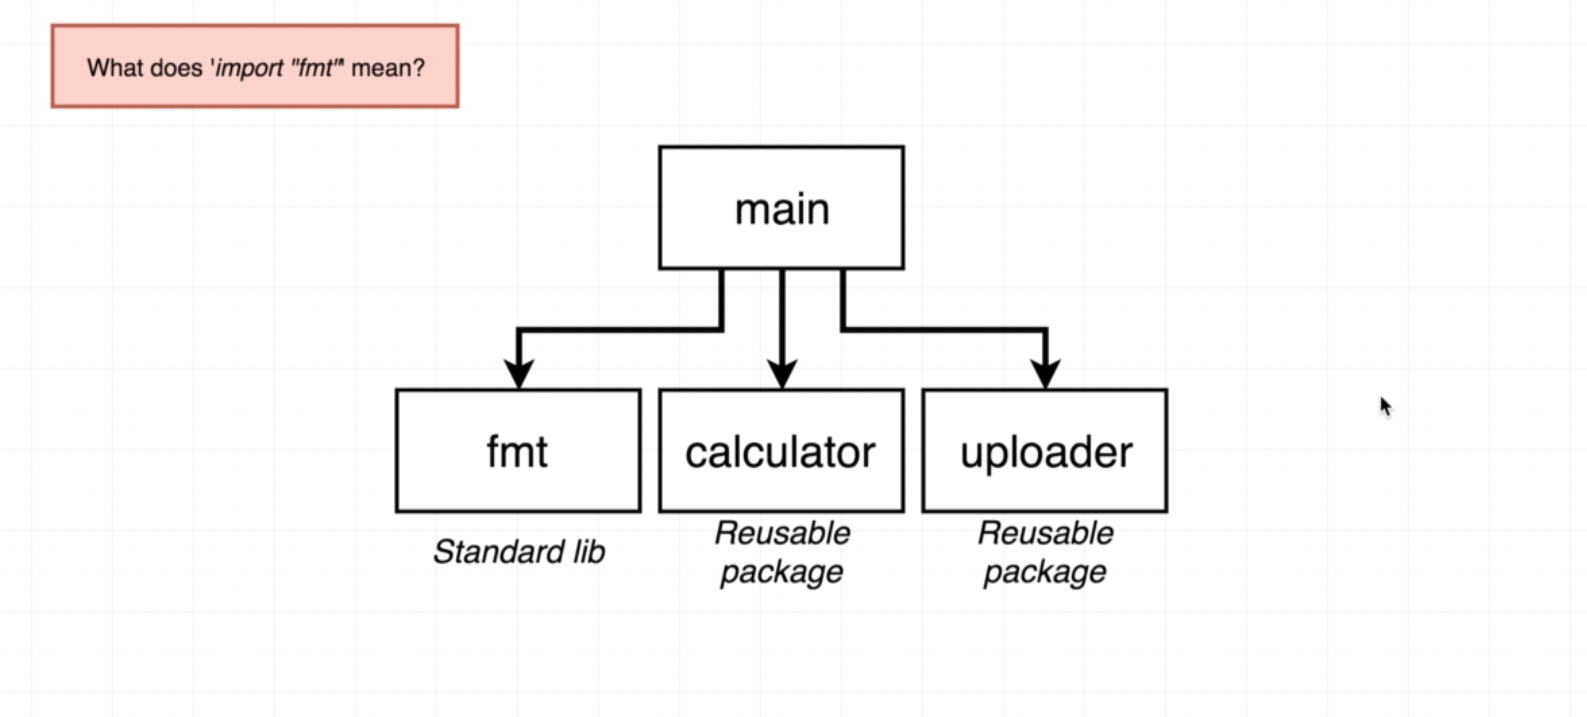 What does 'import "fmt"' mean?
main
fmt
calculator
uploader
Standard lib
Reusable
package
Reusable
package